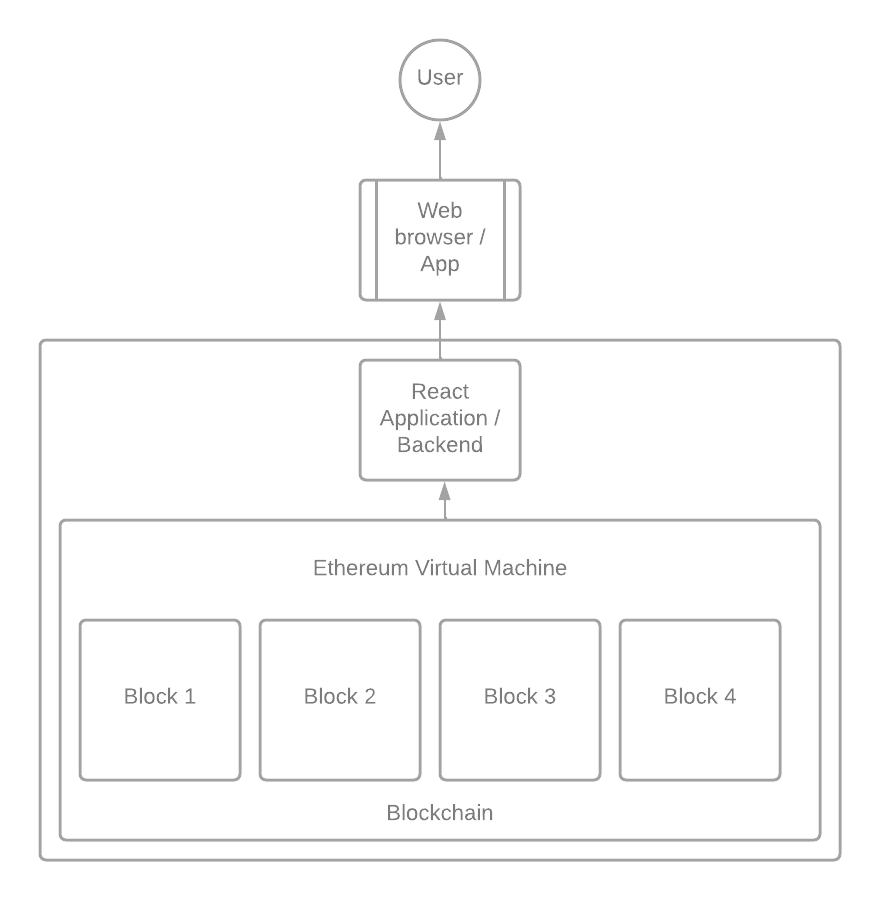 User
Web
browser /
App
React
Application /
Backend
Ethereum Virtual Machine
Block 1
Block 2
Block 3
Block 4
Blockchain